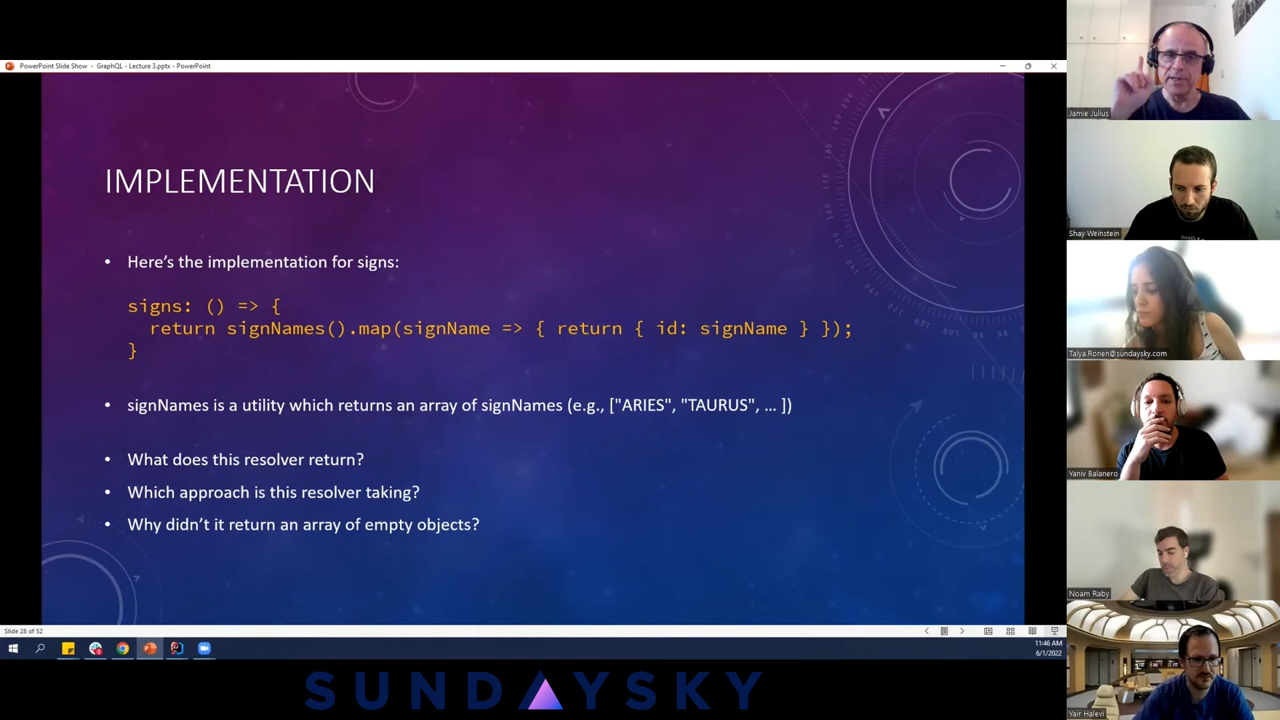 PowerPoint Slide Show - GraphQL - Lecture 3.pptx - PowerPoint
IMPLEMENTATION
• Here's the implementation for signs:
signs: () => {
return signNames().map(signName => { return { id: signName } });
}
• signNames is a utility which returns an array of signNames (e.g., ["ARIES", "TAURUS", ... ])
• What does this resolver return?
• Which approach is this resolver taking?
• Why didn't it return an array of empty objects?
Slide 28 of 52
11:46 AM
6/1/2022
SUNDAYSKY
Jamie Julius
Shay Weinstein
Talya.Ronen@sundaysky.com
Yaniv Balanero
Noam Raby
Yair Halevi